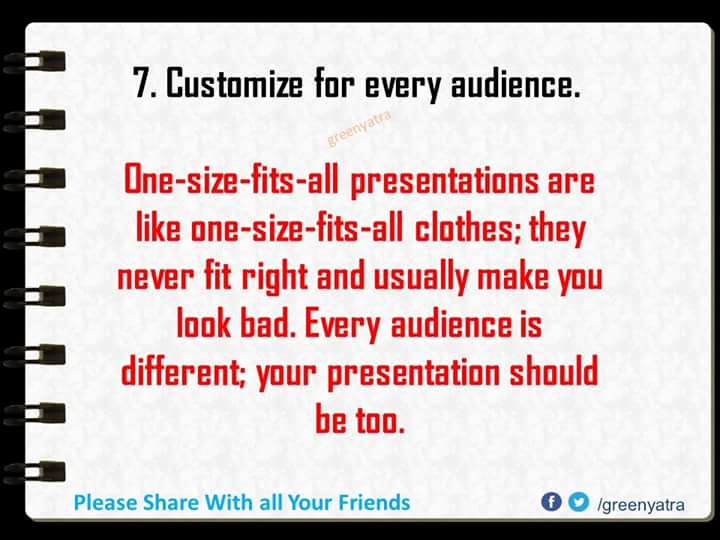 7. Customize for every audience.
greenyatra
One-size-fits-all presentations are
like one-size-fits-all clothes; they
never fit right and usually make you
look bad. Every audience is
different; your presentation should
be too.
Please Share With all Your Friends
/greenyatra